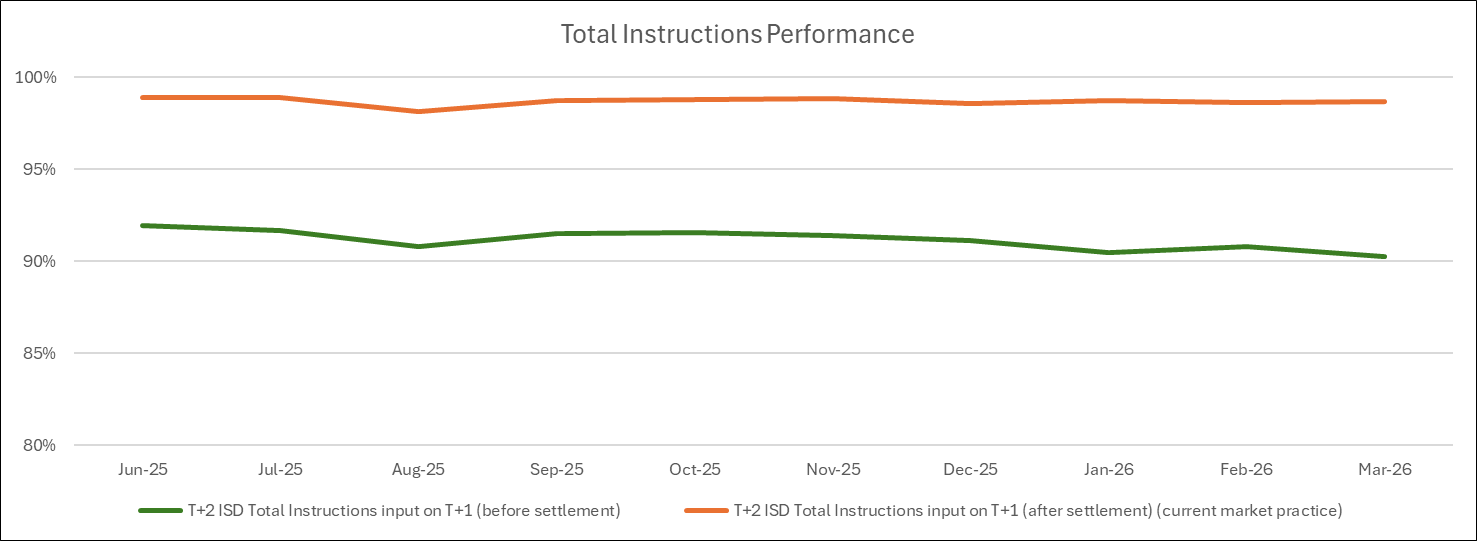 Total Instructions Performance
100%
95%
90%
85%
80%
Jun-25 Jul-25 Aug-25 Sep-25 Oct-25 Nov-25 Dec-25 Jan-26 Feb-26 Mar-26
T+2 ISD Total Instructions input on T+1 (before settlement) T+2 ISD Total Instructions input on T+1 (after settlement) (current market practice)